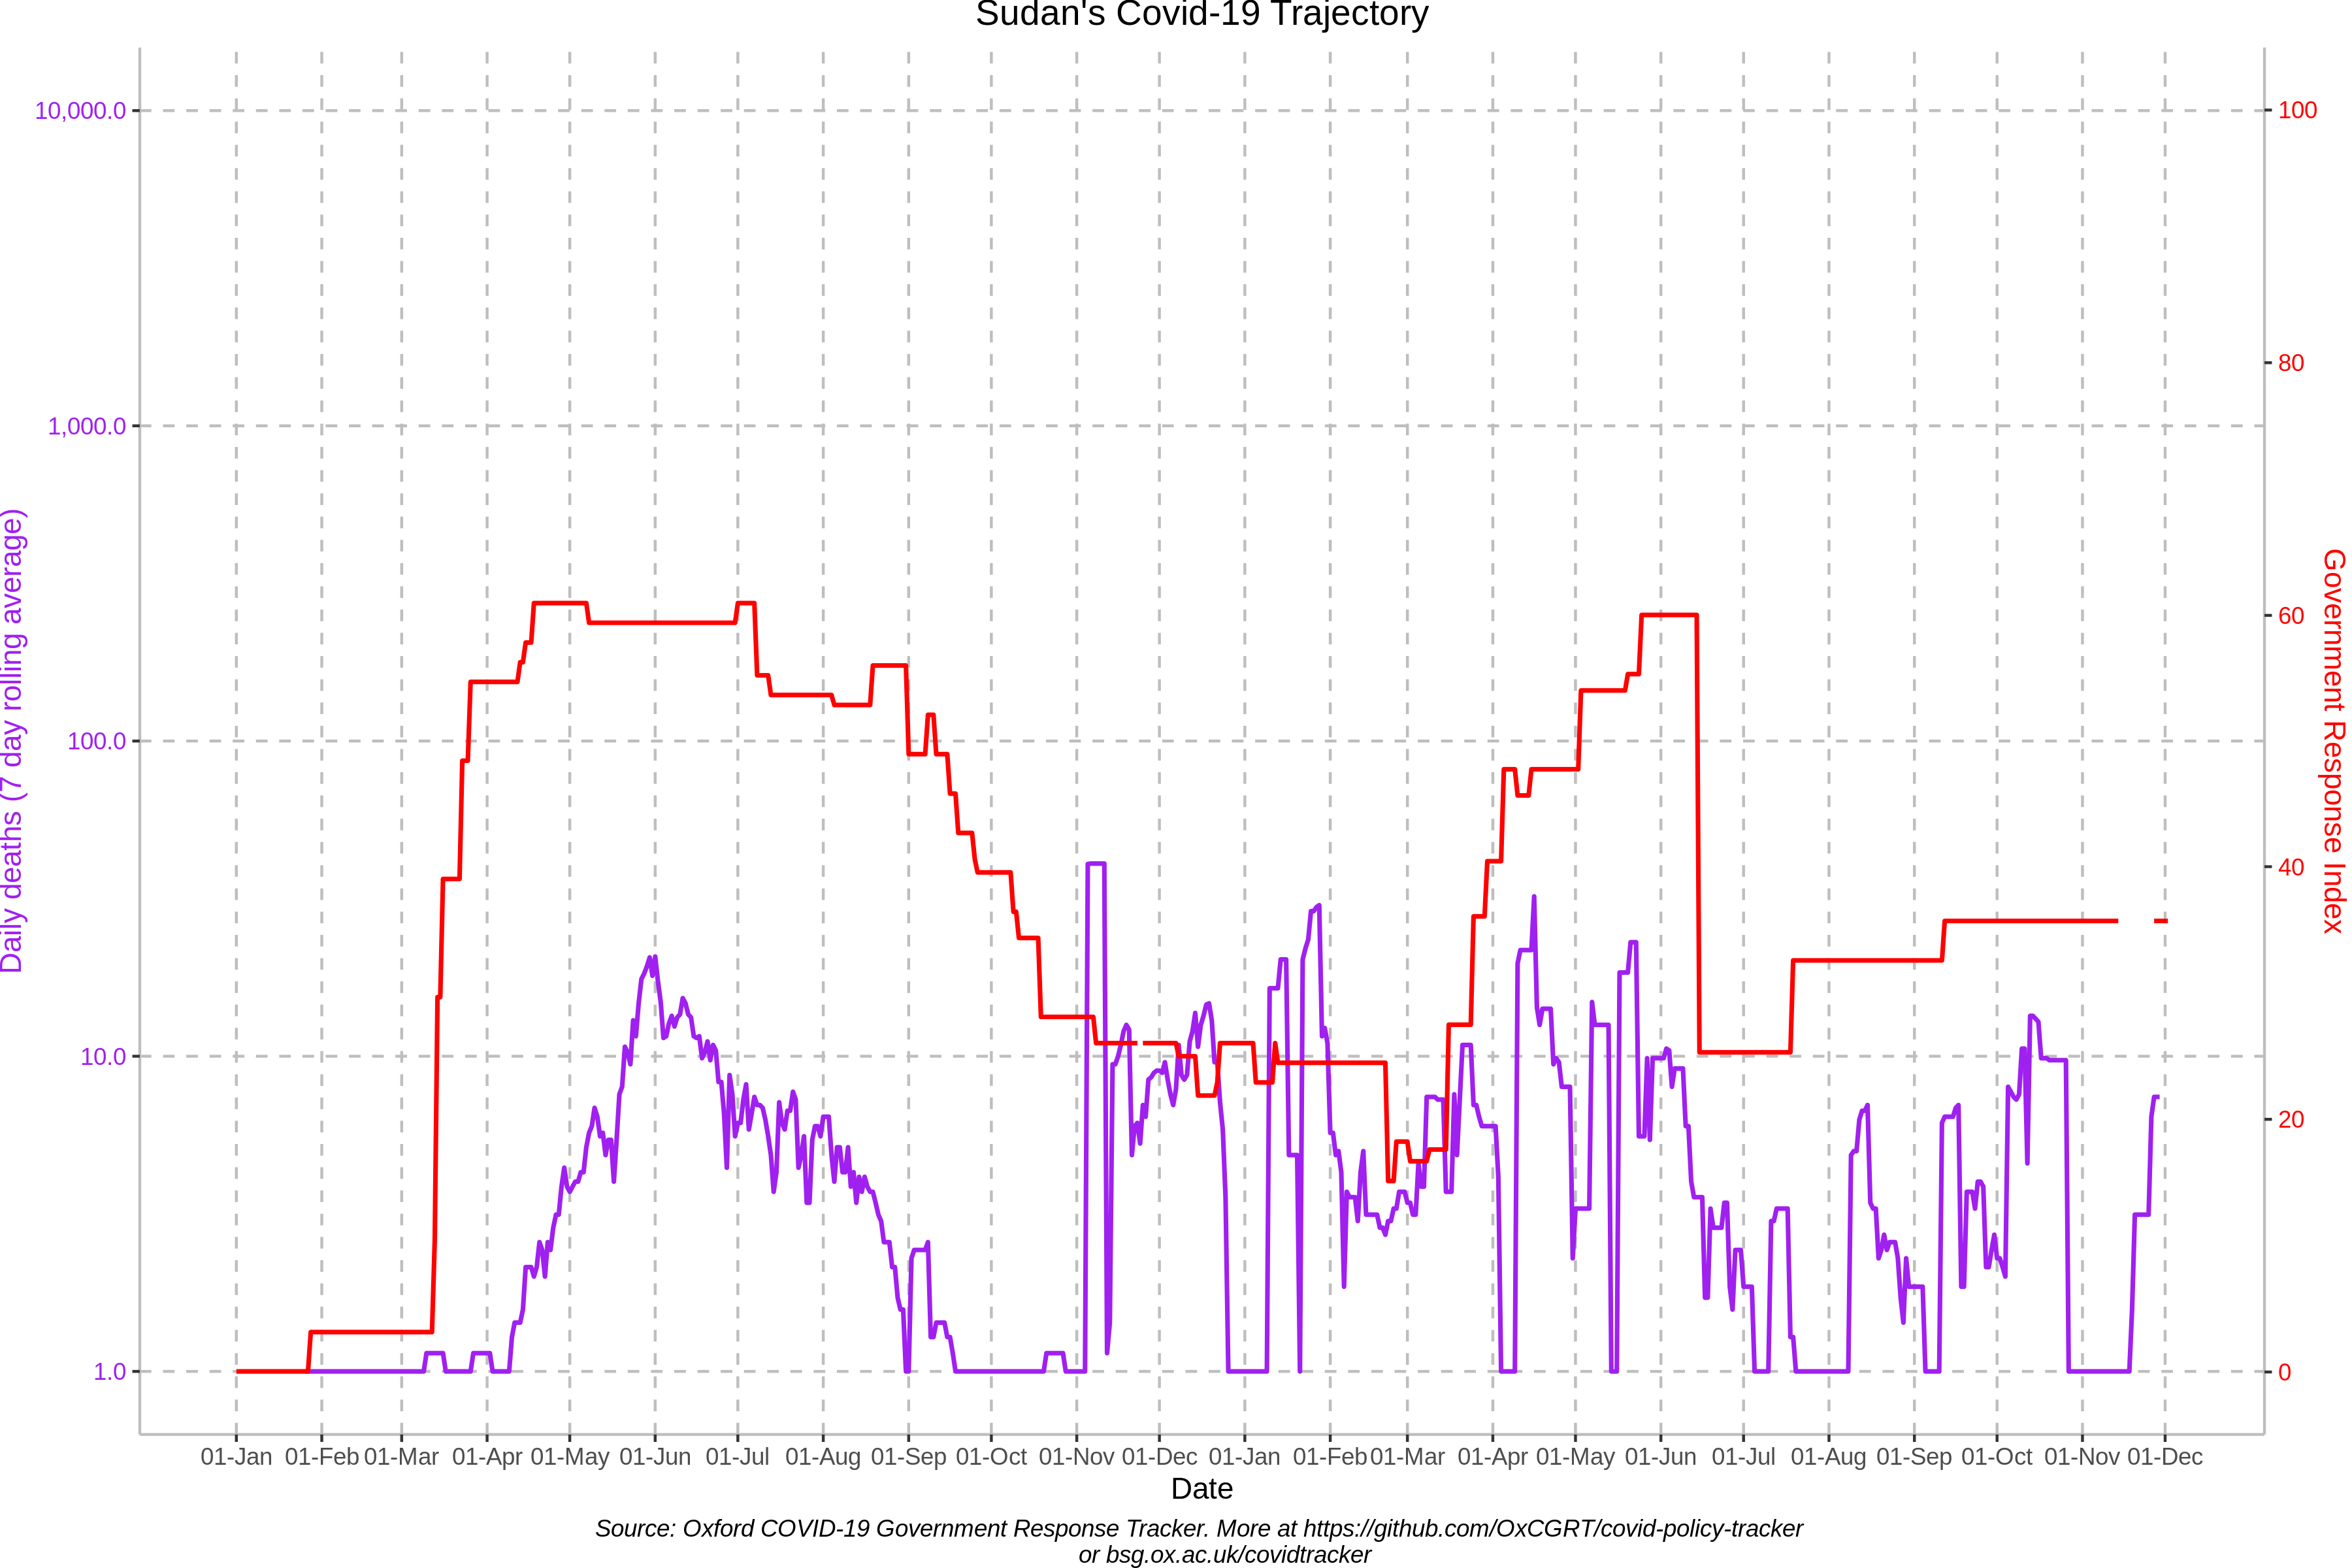 Sudan's Covid-19 Trajectory
10,000.0
1,000.0
100.0
10.0
1.0
Daily deaths (7 day rolling average)
100
80
60
40
20
0
Government Response Index
01-Jan 01-Feb 01-Mar 01-Apr 01-May 01-Jun 01-Jul 01-Aug 01-Sep 01-Oct 01-Nov 01-Dec 01-Jan 01-Feb 01-Mar 01-Apr 01-May 01-Jun 01-Jul 01-Aug 01-Sep 01-Oct 01-Nov 01-Dec
Date
Source: Oxford COVID-19 Government Response Tracker. More at https://github.com/OxCGRT/covid-policy-tracker
or bsg.ox.ac.uk/covidtracker